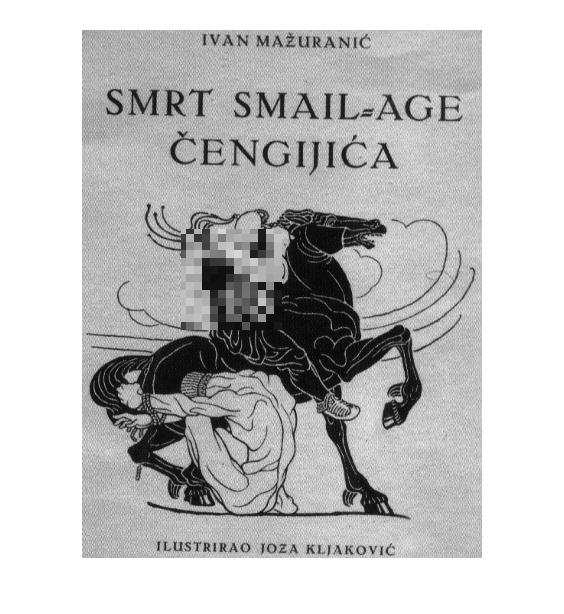 IVAN MAŽURANIĆ
SMRT SMAIL-AGE
ČENGIJIĆA
ILUSTRIRAO JOZA KLJAKOVIĆ